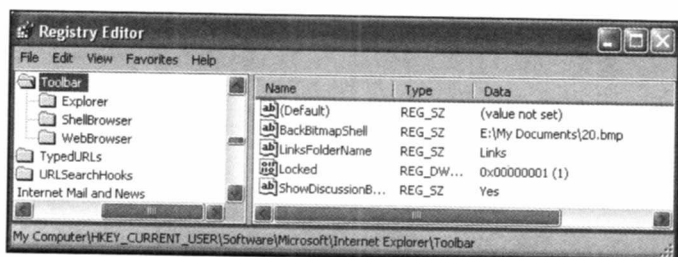 Registry Editor
File Edit View Favorites Help
Toolbar
Explorer
ShellBrowser
WebBrowser
TypedURLs
URLSearchHooks
Internet Mail and News
Name Type Data
(Default) REG_SZ (value not set)
BackBitmapShell REG_SZ E:\My Documents\20.bmp
LinksFolderName REG_SZ Links
Locked REG_DW... 0x00000001 (1)
ShowDiscussionB... REG_SZ Yes
My Computer\HKEY_CURRENT_USER\Software\Microsoft\Internet Explorer\Toolbar